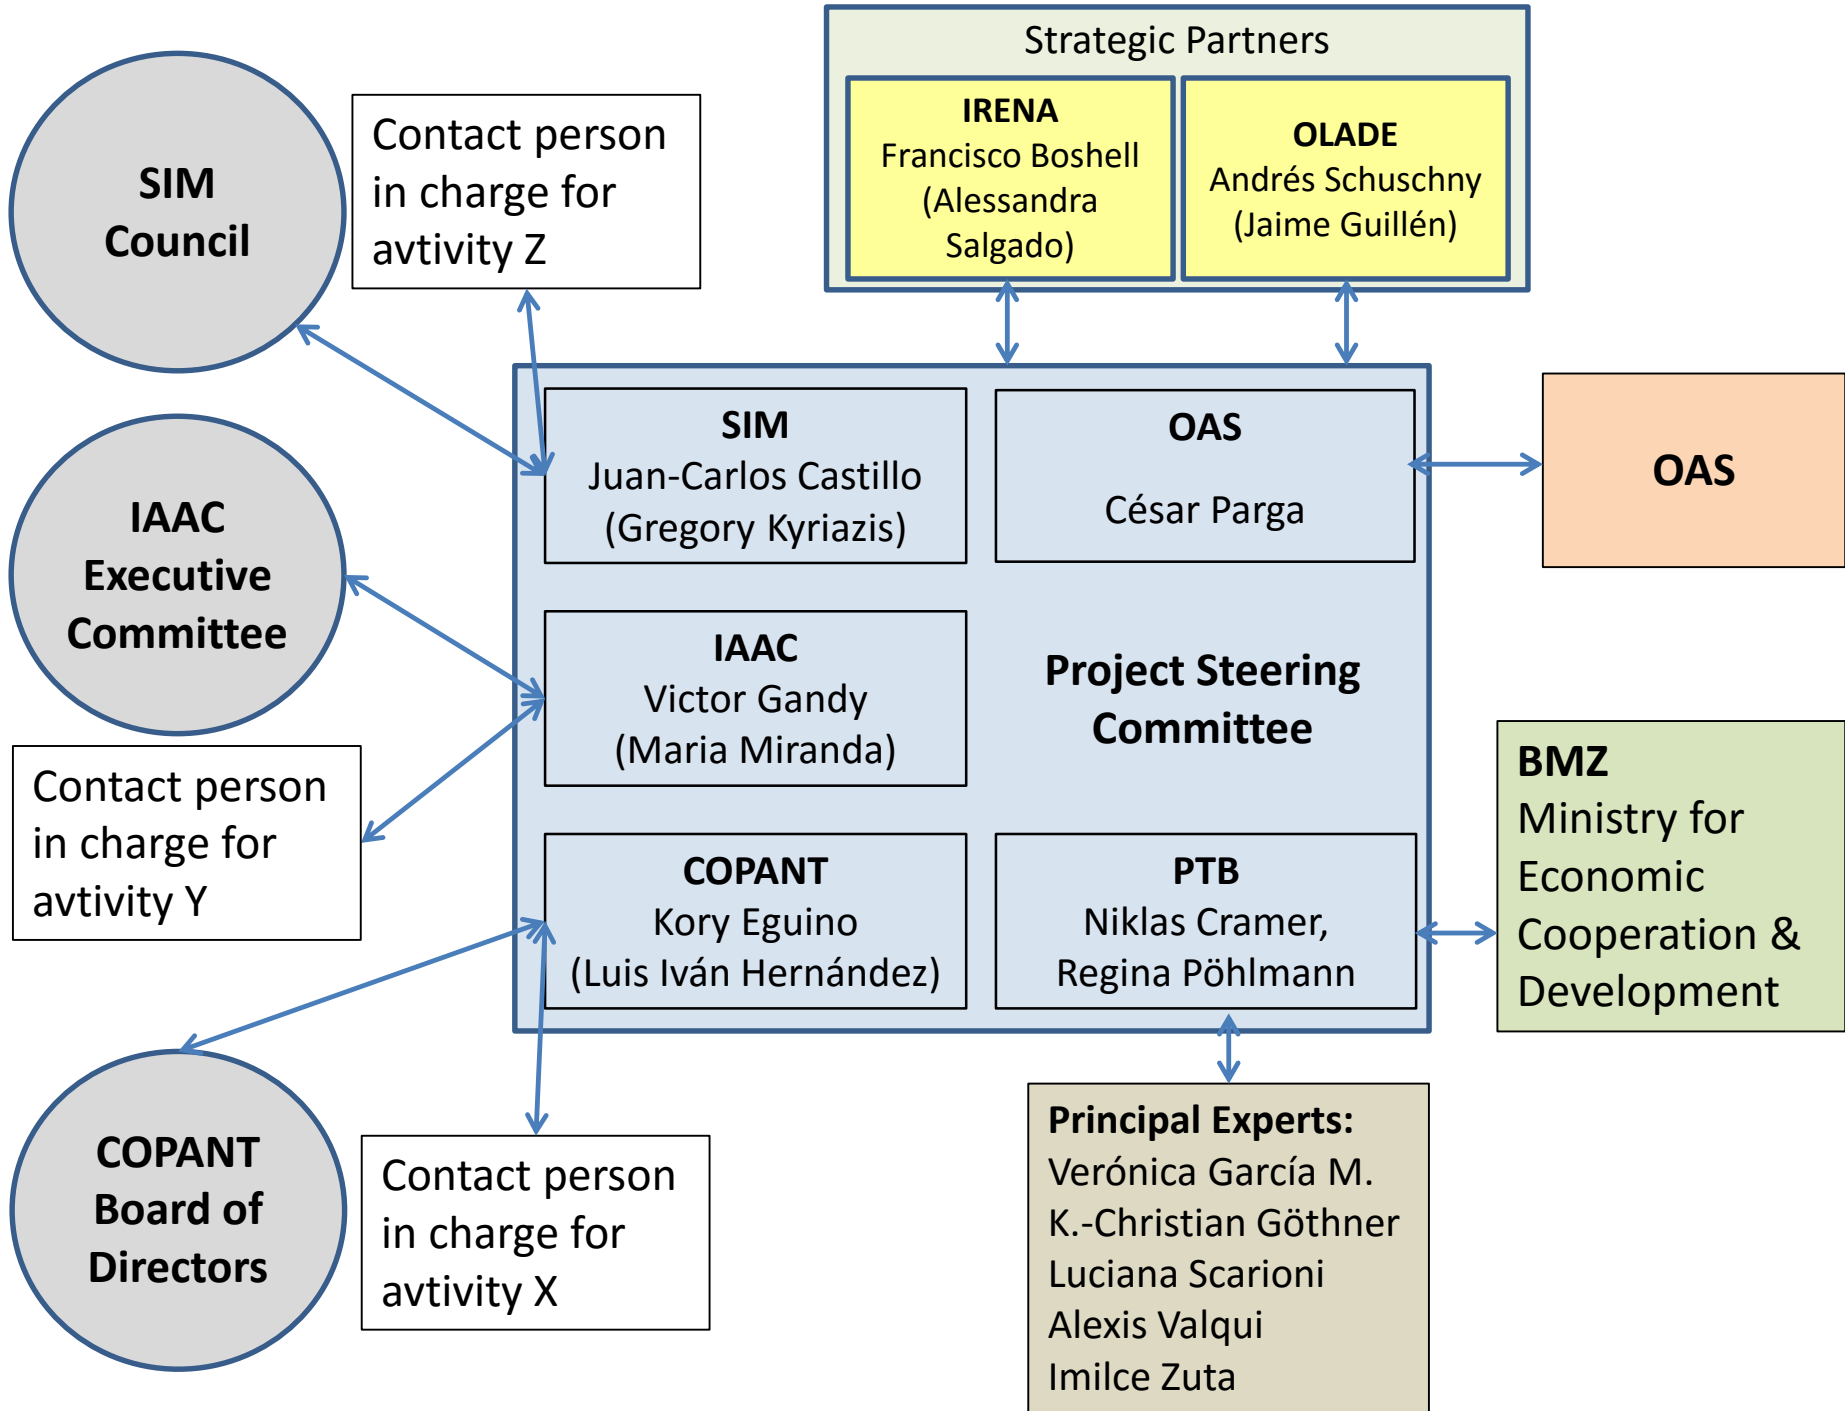 Strategic Partners
IRENA
Francisco Boshell
(Alessandra
Salgado)
OLADE
Andrés Schuschny
(Jaime Guillén)
SIM
Council
Contact person
in charge for
avtivity Z
SIM
Juan-Carlos Castillo
(Gregory Kyriazis)
OAS
César Parga
OAS
IAAC
Executive
Committee
IAAC
Victor Gandy
(Maria Miranda)
Project Steering
Committee
Contact person
in charge for
avtivity Y
COPANT
Kory Eguino
(Luis Iván Hernández)
PTB
Niklas Cramer,
Regina Pöhlmann
BMZ
Ministry for
Economic
Cooperation &
Development
COPANT
Board of
Directors
Contact person
in charge for
avtivity X
Principal Experts:
Verónica García M.
K.-Christian Göthner
Luciana Scarioni
Alexis Valqui
Imilce Zuta